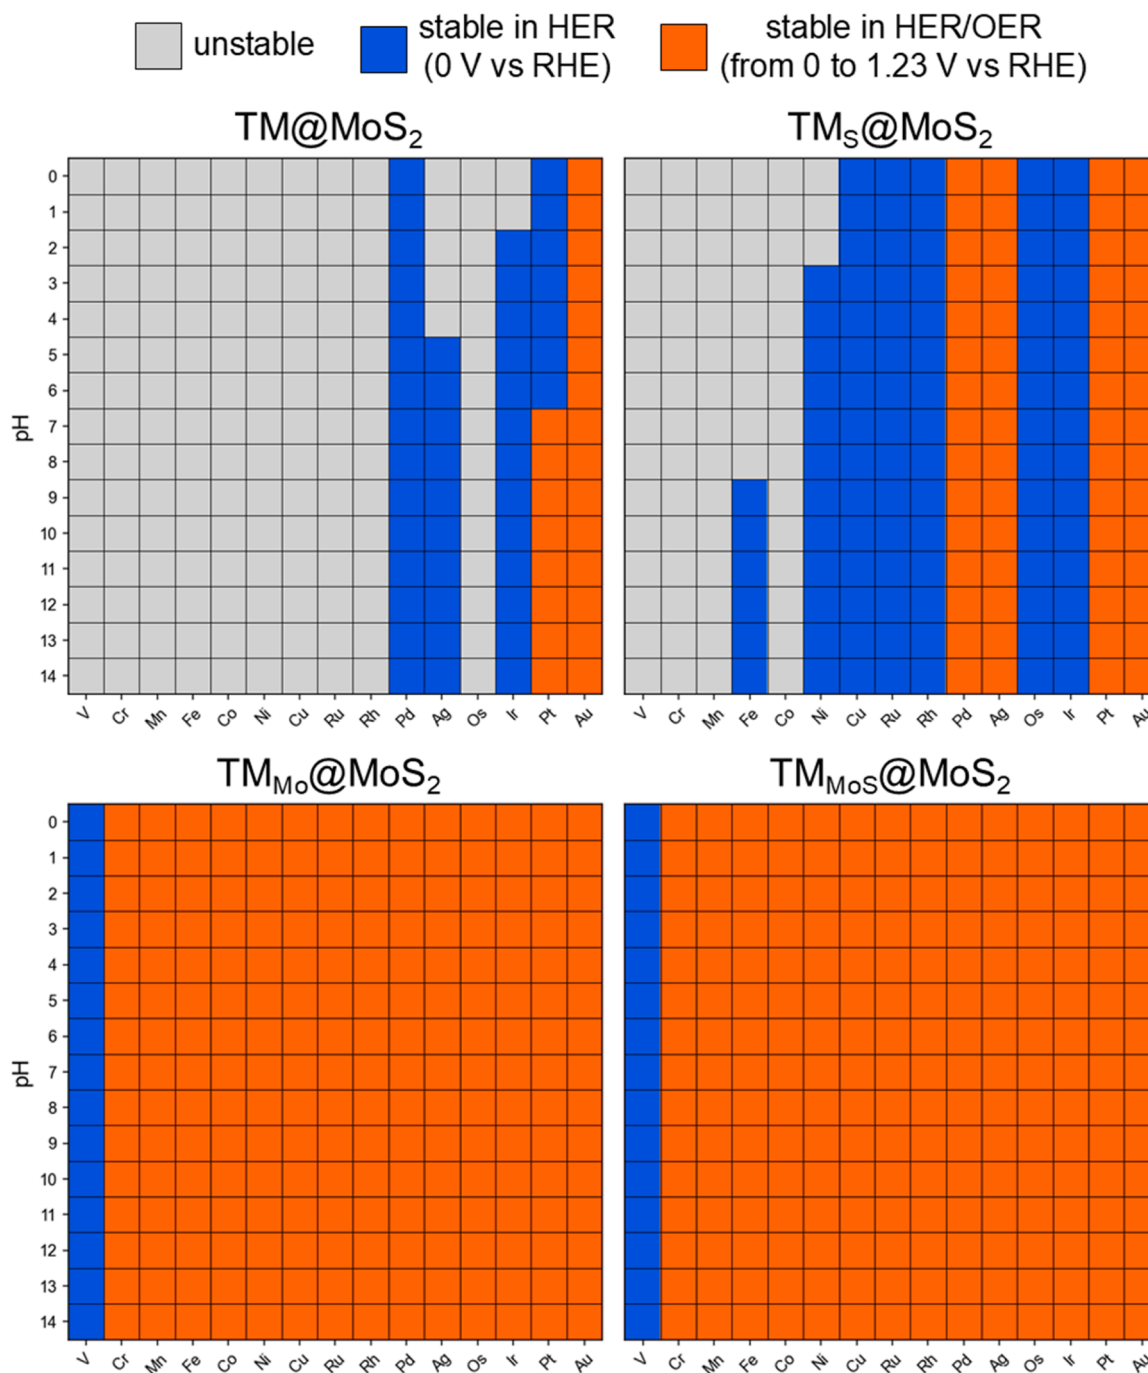 unstable
stable in HER
(0 V vs RHE)
stable in HER/OER
(from 0 to 1.23 V vs RHE)
TM@MoS₂
TM_S@MoS₂
0
1
2
3
4
5
6
7
8
9
10
11
12
13
14
pH
V Cr Mn Fe Co Ni Cu Ru Rh Pd Ag Os Ir Pt Au
V Cr Mn Fe Co Ni Cu Ru Rh Pd Ag Os Ir Pt Au
TM_Mo@MoS₂
TM_MoS@MoS₂
0
1
2
3
4
5
6
7
8
9
10
11
12
13
14
pH
V Cr Mn Fe Co Ni Cu Ru Rh Pd Ag Os Ir Pt Au
V Cr Mn Fe Co Ni Cu Ru Rh Pd Ag Os Ir Pt Au